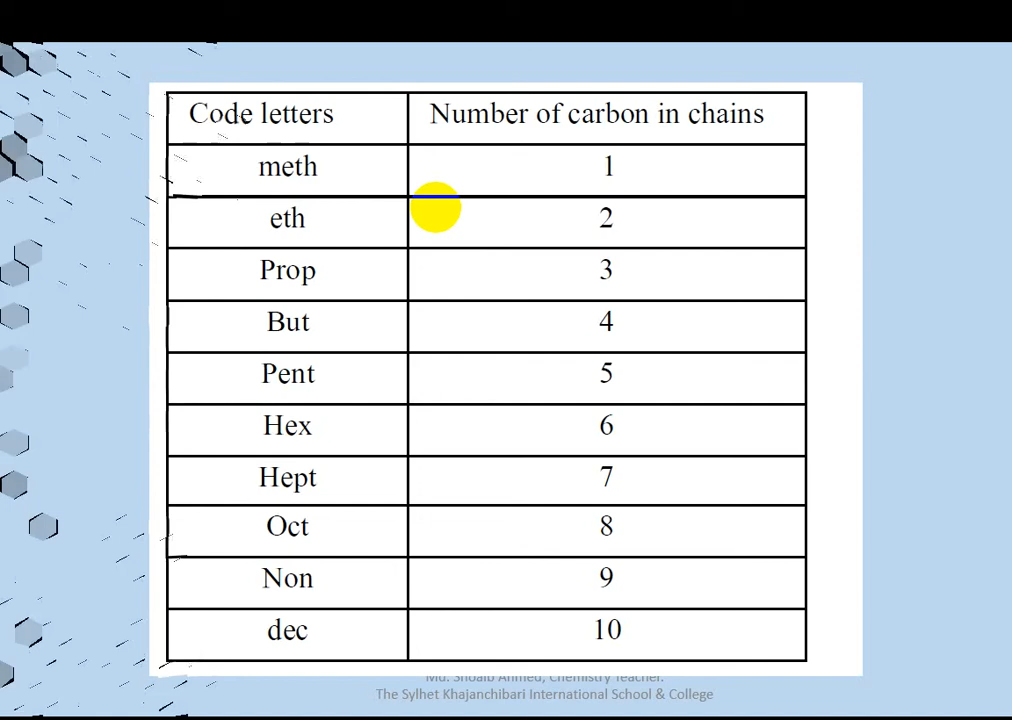 Code letters Number of carbon in chains
meth 1
eth 2
Prop 3
But 4
Pent 5
Hex 6
Hept 7
Oct 8
Non 9
dec 10
Md. Shoaib Ahmed, Chemistry Teacher.
The Sylhet Khajanchibari International School & College